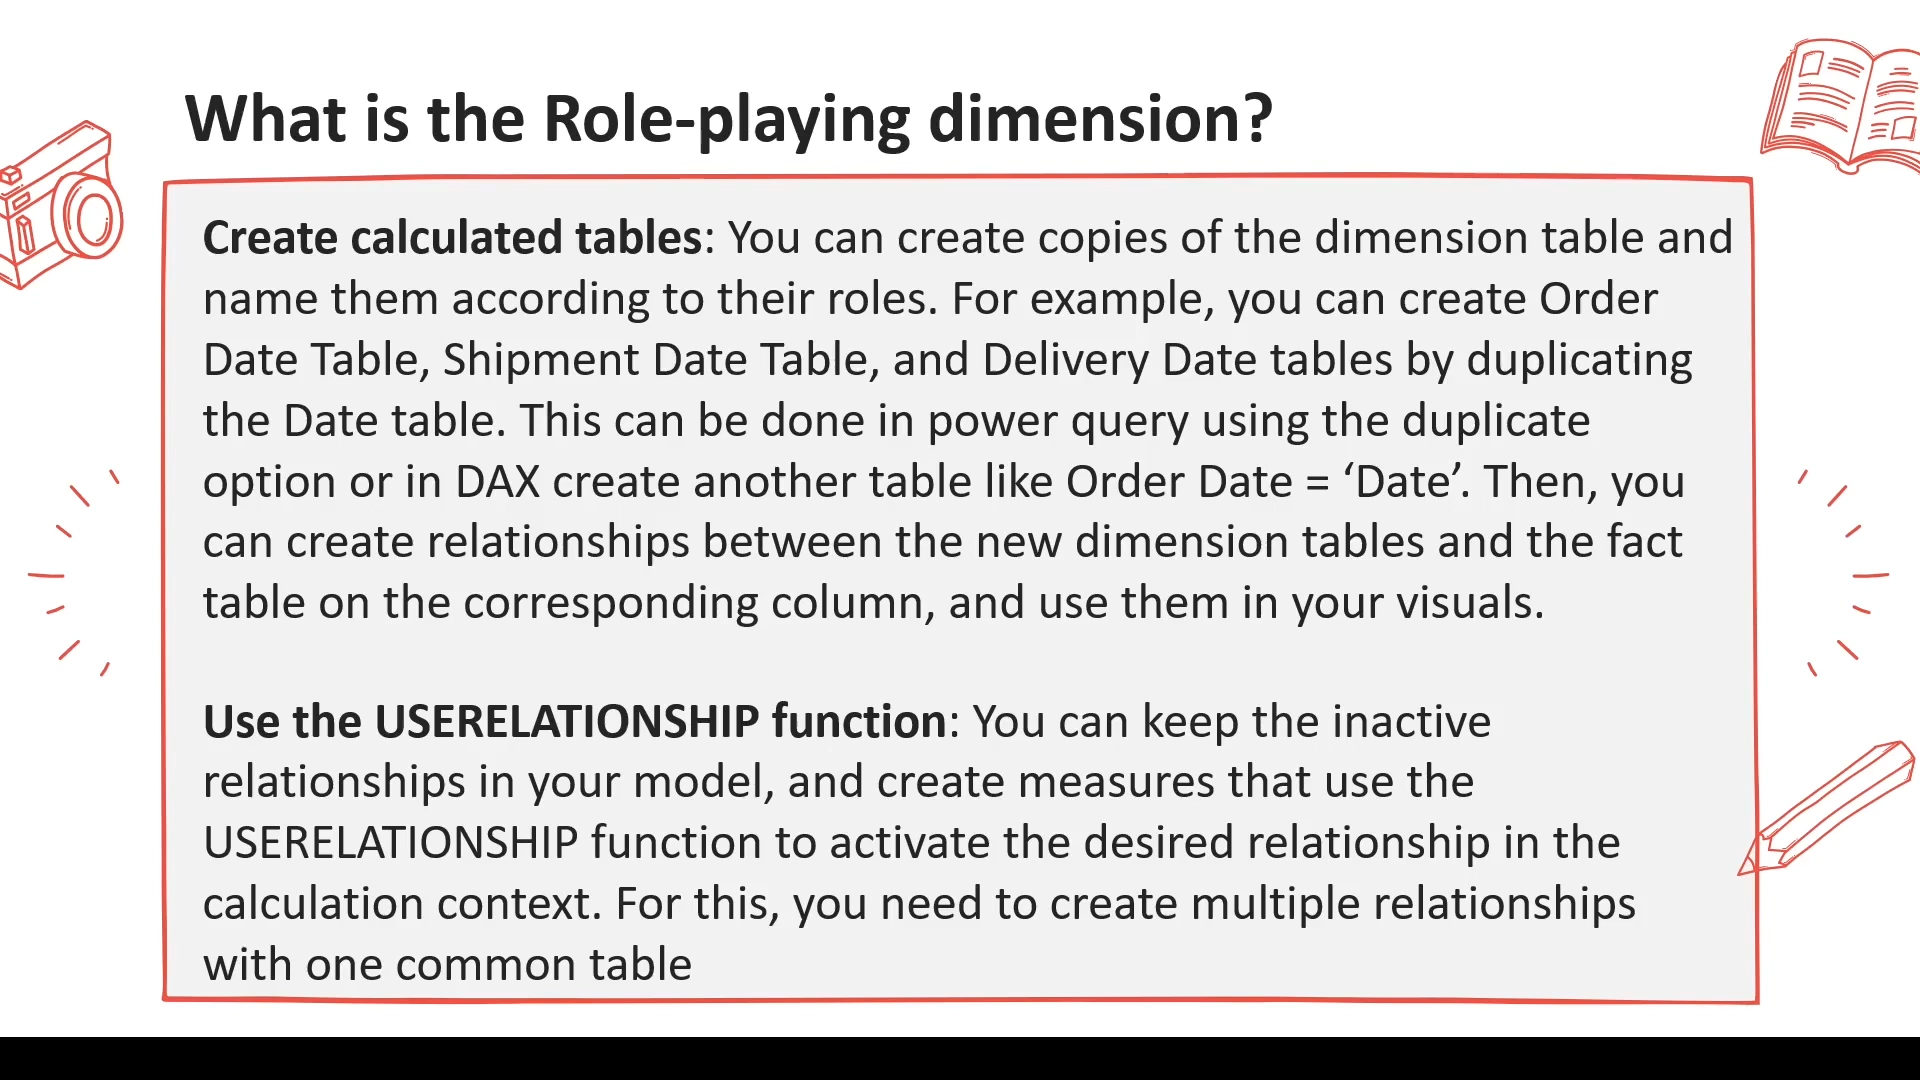 What is the Role-playing dimension?
Create calculated tables: You can create copies of the dimension table and
name them according to their roles. For example, you can create Order
Date Table, Shipment Date Table, and Delivery Date tables by duplicating
the Date table. This can be done in power query using the duplicate
option or in DAX create another table like Order Date = ‘Date’. Then, you
can create relationships between the new dimension tables and the fact
table on the corresponding column, and use them in your visuals.
Use the USERELATIONSHIP function: You can keep the inactive
relationships in your model, and create measures that use the
USERELATIONSHIP function to activate the desired relationship in the
calculation context. For this, you need to create multiple relationships
with one common table